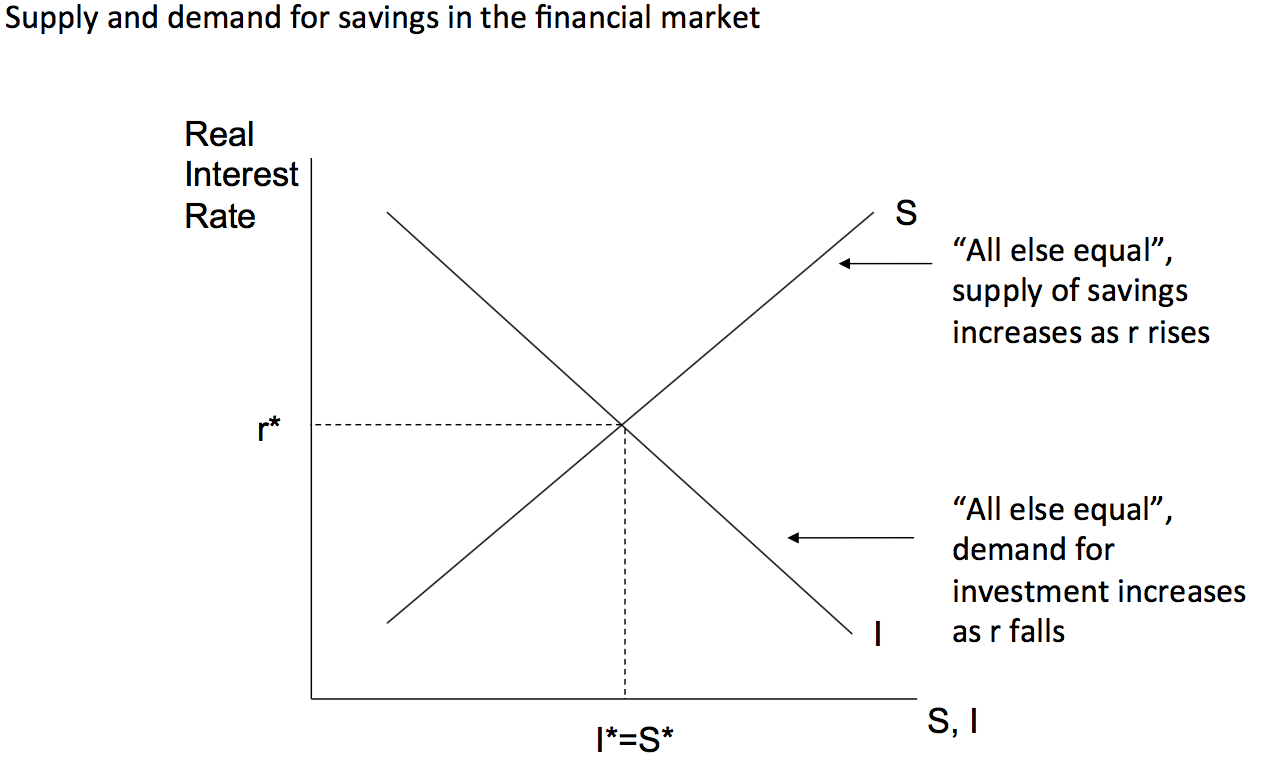 Supply and demand for savings in the financial market
Real
Interest
Rate
S
“All else equal”,
supply of savings
increases as r rises
r*
“All else equal”,
demand for
investment increases
as r falls
I
S, I
I*=S*